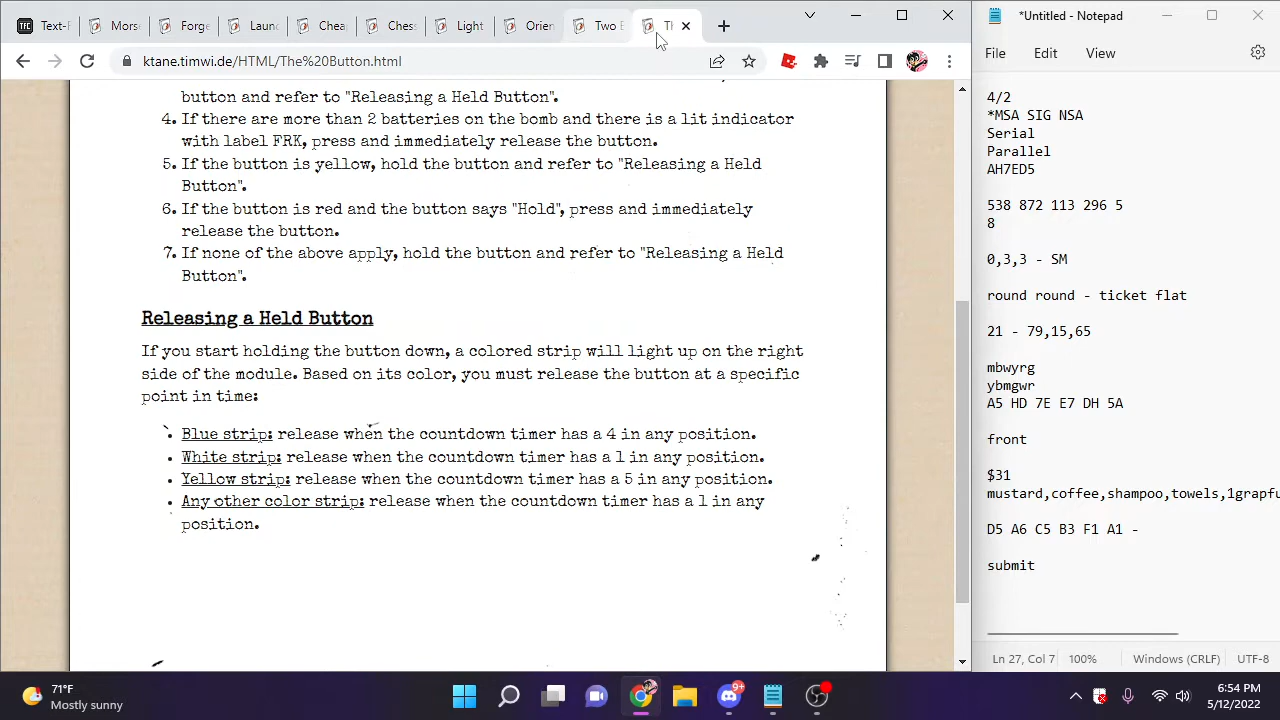 Text-F
Forge
Laun
Chea
Chess
Light
Orie
Two B
Th
*Untitled - Notepad
ktane.timwi.de/HTML/The%20Button.html
File Edit View
button and refer to "Releasing a Held Button".
4. If there are more than 2 batteries on the bomb and there is a lit indicator
with label FRK, press and immediately release the button.
5. If the button is yellow, hold the button and refer to "Releasing a Held
Button".
6. If the button is red and the button says "Hold", press and immediately
release the button.
7. If none of the above apply, hold the button and refer to "Releasing a Held
Button".
Releasing a Held Button
If you start holding the button down, a colored strip will light up on the right
side of the module. Based on its color, you must release the button at a specific
point in time:
• Blue strip: release when the countdown timer has a 4 in any position.
• White strip: release when the countdown timer has a 1 in any position.
• Yellow strip: release when the countdown timer has a 5 in any position.
• Any other color strip: release when the countdown timer has a 1 in any
position.
4/2
*MSA SIG NSA
Serial
Parallel
AH7ED5
538 872 113 296 5
8
0,3,3 - SM
round round - ticket flat
21 - 79,15,65
mbwyrg
ybmgwr
A5 HD 7E E7 DH 5A
front
$31
mustard,coffee,shampoo,towels,1grapfu
D5 A6 C5 B3 F1 A1 -
submit
Ln 27, Col 7 100% Windows (CRLF) UTF-8
71°F
Mostly sunny
9+
6:54 PM
5/12/2022